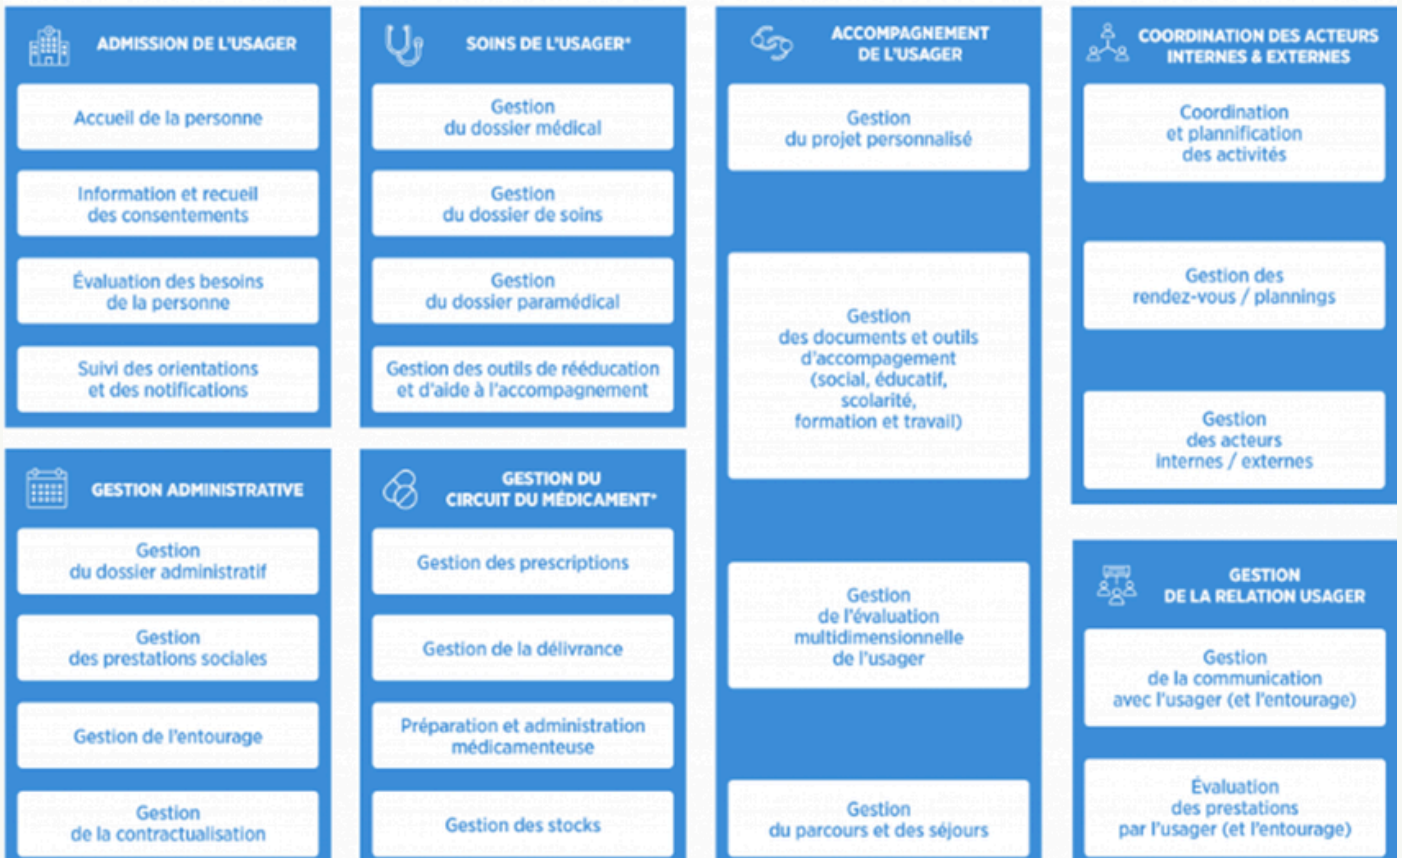 ADMISSION DE L'USAGER
Accueil de la personne
Information et recueil
des consentements
Évaluation des besoins
de la personne
Suivi des orientations
et des notifications
SOINS DE L'USAGER*
Gestion
du dossier médical
Gestion
du dossier de soins
Gestion
du dossier paramédical
Gestion des outils de rééducation
et d'aide à l'accompagnement
ACCOMPAGNEMENT
DE L'USAGER
Gestion
du projet personnalisé
Gestion
des documents et outils
d'accompagement
(social, éducatif,
scolarité,
formation et travail)
Gestion
de l'évaluation
multidimensionnelle
de l'usager
Gestion
du parcours et des séjours
COORDINATION DES ACTEURS
INTERNES & EXTERNES
Coordination
et plannification
des activités
Gestion des
rendez-vous / plannings
Gestion
des acteurs
internes / externes
GESTION ADMINISTRATIVE
Gestion
du dossier administratif
Gestion
des prestations sociales
Gestion de l'entourage
Gestion
de la contractualisation
GESTION DU
CIRCUIT DU MÉDICAMENT*
Gestion des prescriptions
Gestion de la délivrance
Préparation et administration
médicamenteuse
Gestion des stocks
GESTION
DE LA RELATION USAGER
Gestion
de la communication
avec l'usager (et l'entourage)
Évaluation
des prestations
par l'usager (et l'entourage)